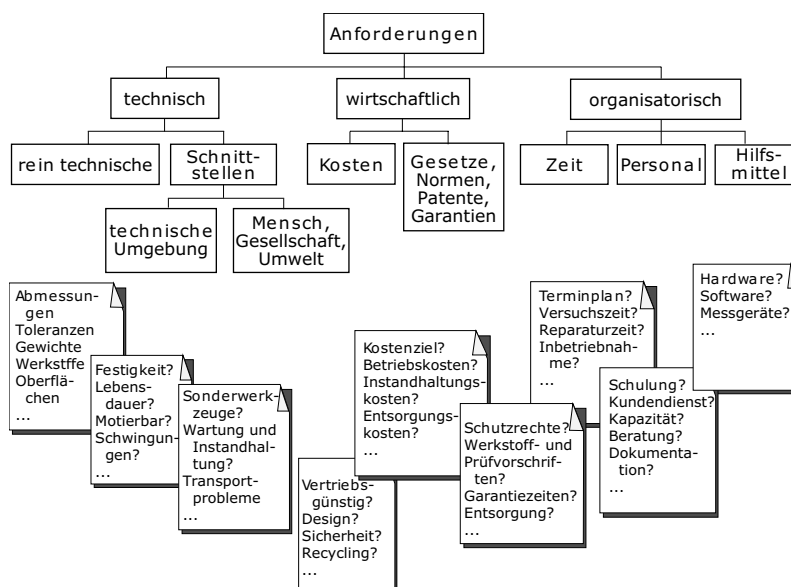 Anforderungen
technisch
wirtschaftlich
organisatorisch
rein technische
Schnitt-
stellen
Kosten
Gesetze,
Normen,
Patente,
Garantien
Zeit
Personal
Hilfs-
mittel
technische
Umgebung
Mensch,
Gesellschaft,
Umwelt
Abmessun-
gen
Toleranzen
Gewichte
Werkstffe
Oberflä-
chen
...
Festigkeit?
Lebens-
dauer?
Motierbar?
Schwingun-
gen?
...
Sonderwerk-
zeuge?
Wartung und
Instandhal-
tung?
Transport-
probleme
...
Vertriebs-
günstig?
Design?
Sicherheit?
Recycling?
...
Kostenziel?
Betriebskosten?
Instandhaltungs-
kosten?
Entsorgungs-
kosten?
...
Schutzrechte?
Werkstoff- und
Prüfvorschrif-
ten?
Garantiezeiten?
Entsorgung?
...
Terminplan?
Versuchszeit?
Reparaturzeit?
Inbetriebnah-
me?
...
Schulung?
Kundendienst?
Kapazität?
Beratung?
Dokumenta-
tion?
...
Hardware?
Software?
Messgeräte?
...